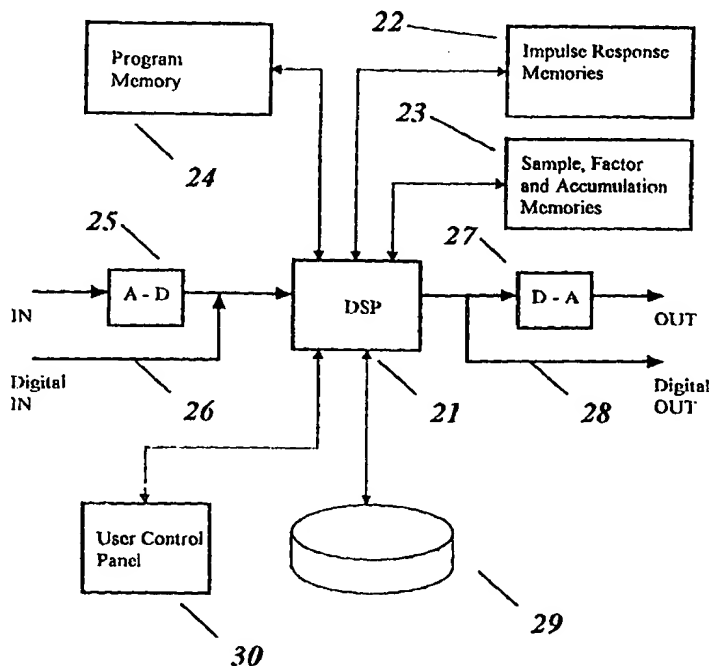 22
Impulse Response
Memories
Program
Memory
24
23
Sample, Factor
and Accumulation
Memories
25
27
A - D
DSP
D - A
IN
OUT
Digital
IN
26
21
28
Digital
OUT
User Control
Panel
30
29